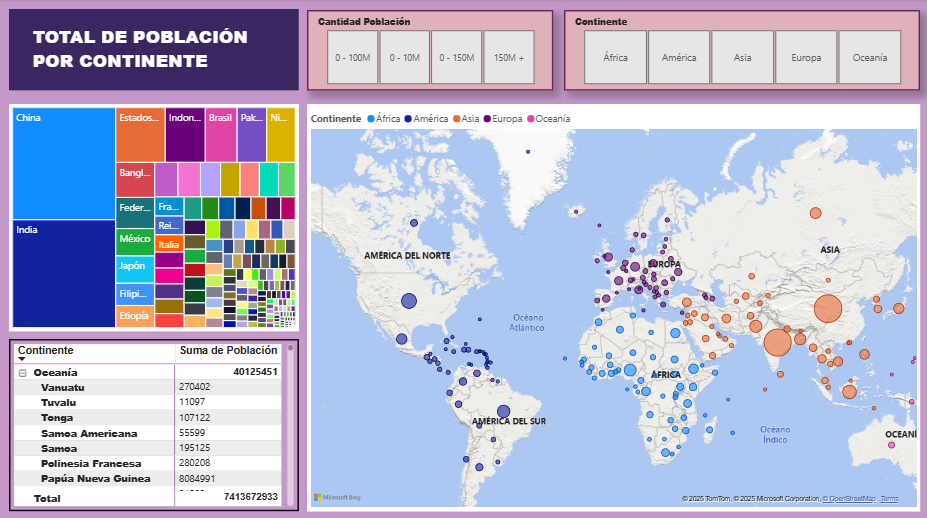 TOTAL DE POBLACIÓN
POR CONTINENTE
Cantidad Población
0 - 100M
0 - 10M
0 - 150M
150M +
Continente
África
América
Asia
Europa
Oceanía
China
India
Estados...
Indon...
Brasil
Pak...
Ni...
Bangl...
Feder...
Fra...
Rei...
México
Italia
Japón
Filipi...
Etiopía
Continente
África
América
Asia
Europa
Oceanía
AMÉRICA DEL NORTE
EUROPA
ASIA
Océano
Atlántico
ÁFRICA
AMÉRICA DEL SUR
Océano
Índico
OCEANÍ
Microsoft Bing
© 2025 TomTom, © 2025 Microsoft Corporation, © OpenStreetMap Terms
Continente Suma de Población
Oceanía 40125451
Vanuatu 270402
Tuvalu 11097
Tonga 107122
Samoa Americana 55599
Samoa 195125
Polinesia Francesa 280208
Papúa Nueva Guinea 8084991
Total 7413672933